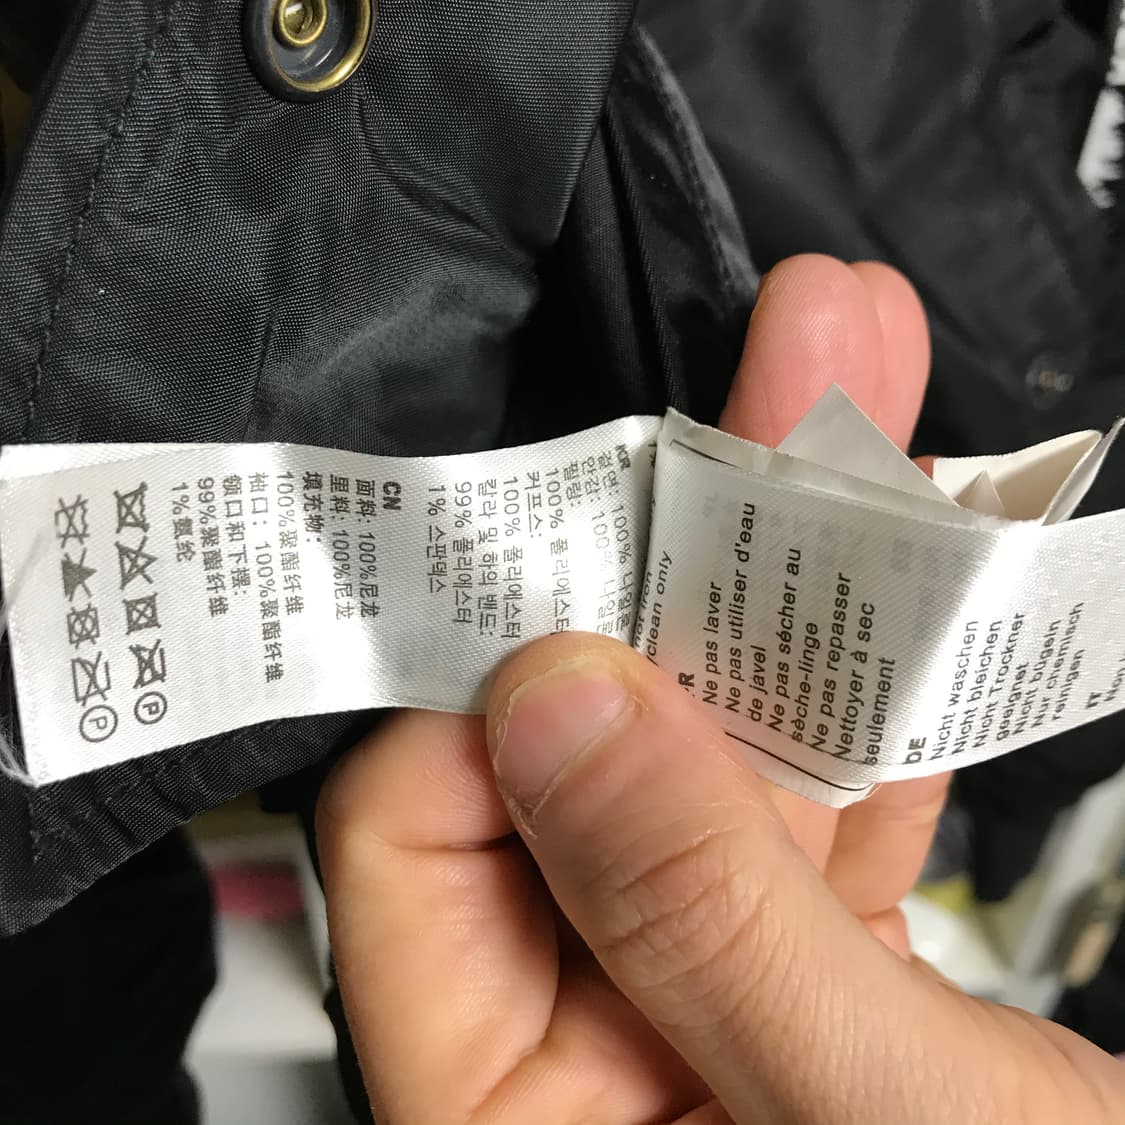 KR
겉면: 100% 나일론
안감: 100% 나일론
필링:
100% 폴리에스터
커프스:
100% 폴리에스터
칼라 및 하의 밴드:
99% 폴리에스터
1% 스판덱스
CN
面料: 100%尼龙
里料: 100%尼龙
填充物:
100%聚酯纤维
袖口: 100%聚酯纤维
领口和下摆:
99%聚酯纤维
1%氨纶
P
P
not iron
clean only
FR
Ne pas laver
Ne pas utiliser d'eau
de javel
Ne pas sécher au
sèche-linge
Ne pas repasser
Nettoyer à sec
seulement
DE
Nicht waschen
Nicht bleichen
Nicht Trockner
geeignet
Nicht bügeln
Nur chemisch
reinigen
IT
Non